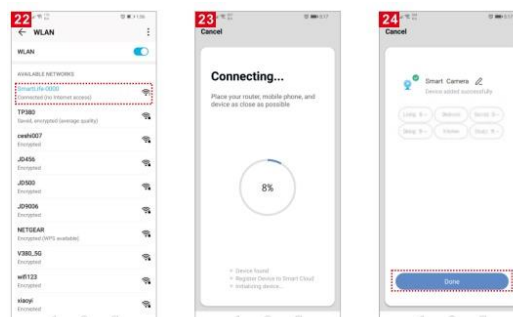 22
WLAN
WLAN
AVAILABLE NETWORKS
SmartLife-0000
Connected (no Internet access)
TP380
Saved, encrypted (average quality)
ceshi007
Encrypted
JD456
Encrypted
JD500
Encrypted
JD9006
Encrypted
NETGEAR
Encrypted (WPS available)
V380_5G
Encrypted
wifi123
Encrypted
xiaoyi
Encrypted
23
Cancel
Connecting...
Place your router, mobile phone, and
device as close as possible
8%
Device found
Register Device to Smart Cloud
Initializing device...
24
Cancel
Smart Camera
Device added successfully
Done